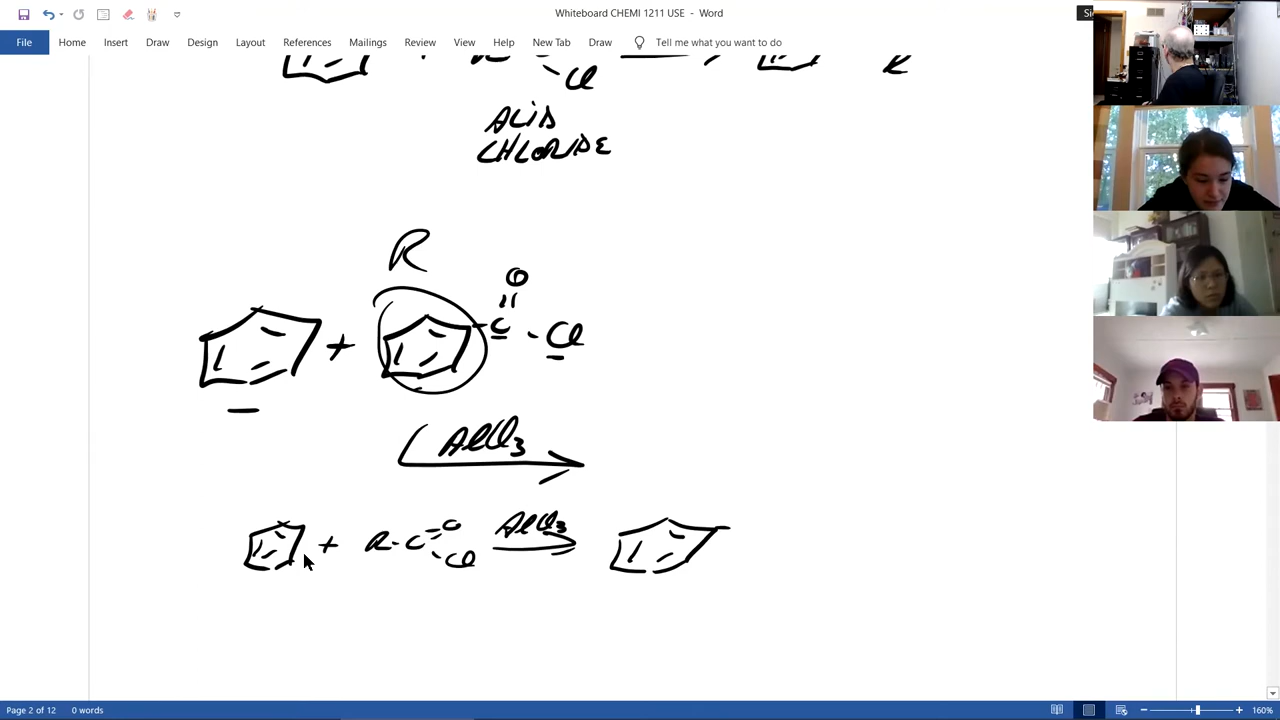 Whiteboard CHEMI 1211 USE - Word
File Home Insert Draw Design Layout References Mailings Review View Help New Tab Draw Tell me what you want to do
Cl R
ACID
CHLORIDE
R
O
+ C - Cl
AlCl3
+ R-C O Cl AlCl3
Page 2 of 12 0 words 160%